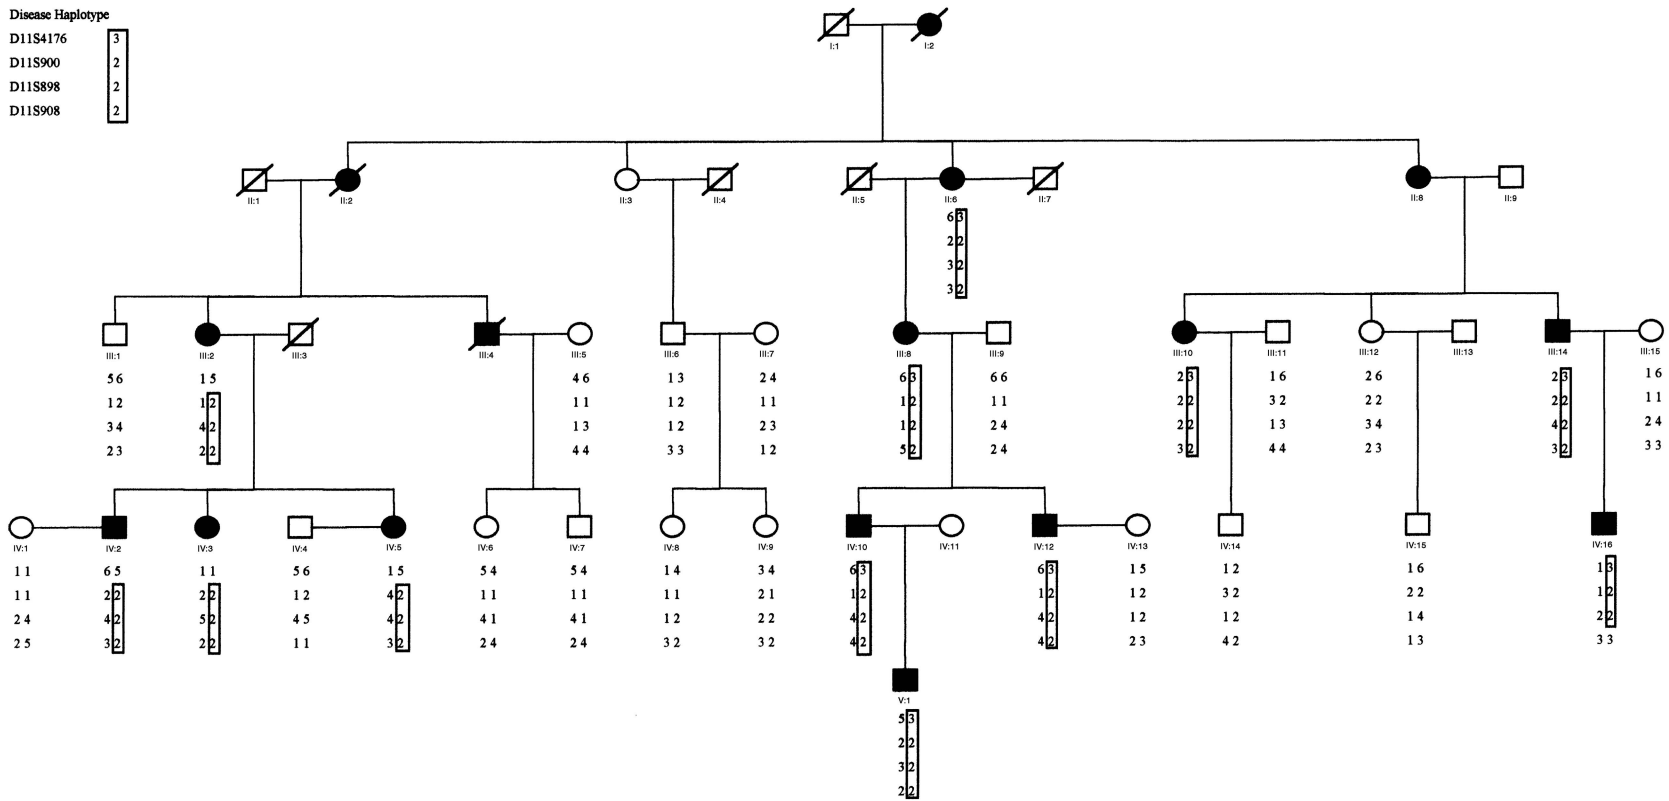 Disease Haplotype
D11S4176 3
D11S900 2
D11S898 2
D11S908 2
I:1 I:2
II:1 II:2 II:3 II:4 II:5 II:6 II:7 II:8 II:9
6 3
2 2
3 2
3 2
III:1 III:2 III:3 III:4 III:5 III:6 III:7 III:8 III:9 III:10 III:11 III:12 III:13 III:14 III:15
5 6 1 5 4 6 1 3 2 4 6 3 6 6 2 3 1 6 2 6 2 3 1 6
1 2 1 2 1 1 1 2 1 1 1 2 1 1 2 2 3 2 2 2 2 2 1 1
3 4 4 2 1 3 1 2 2 3 1 2 2 4 2 2 1 3 3 4 4 2 2 4
2 3 2 2 4 4 3 3 1 2 5 2 2 4 3 2 4 4 2 3 3 2 3 3
IV:1 IV:2 IV:3 IV:4 IV:5 IV:6 IV:7 IV:8 IV:9 IV:10 IV:11 IV:12 IV:13 IV:14 IV:15 IV:16
1 1 6 5 1 1 5 6 1 5 5 4 5 4 1 4 3 4 6 3 6 3 1 5 1 2 1 6 1 3
1 1 2 2 2 2 1 2 4 2 1 1 1 1 1 1 2 1 1 2 1 2 1 2 3 2 2 2 1 2
2 4 4 2 5 2 4 5 4 2 4 1 4 1 1 2 2 2 4 2 4 2 1 2 1 2 1 4 2 2
2 5 3 2 2 2 1 1 3 2 2 4 2 4 3 2 3 2 4 2 4 2 2 3 4 2 1 3 3 3
V:1
5 3
2 2
3 2
2 2